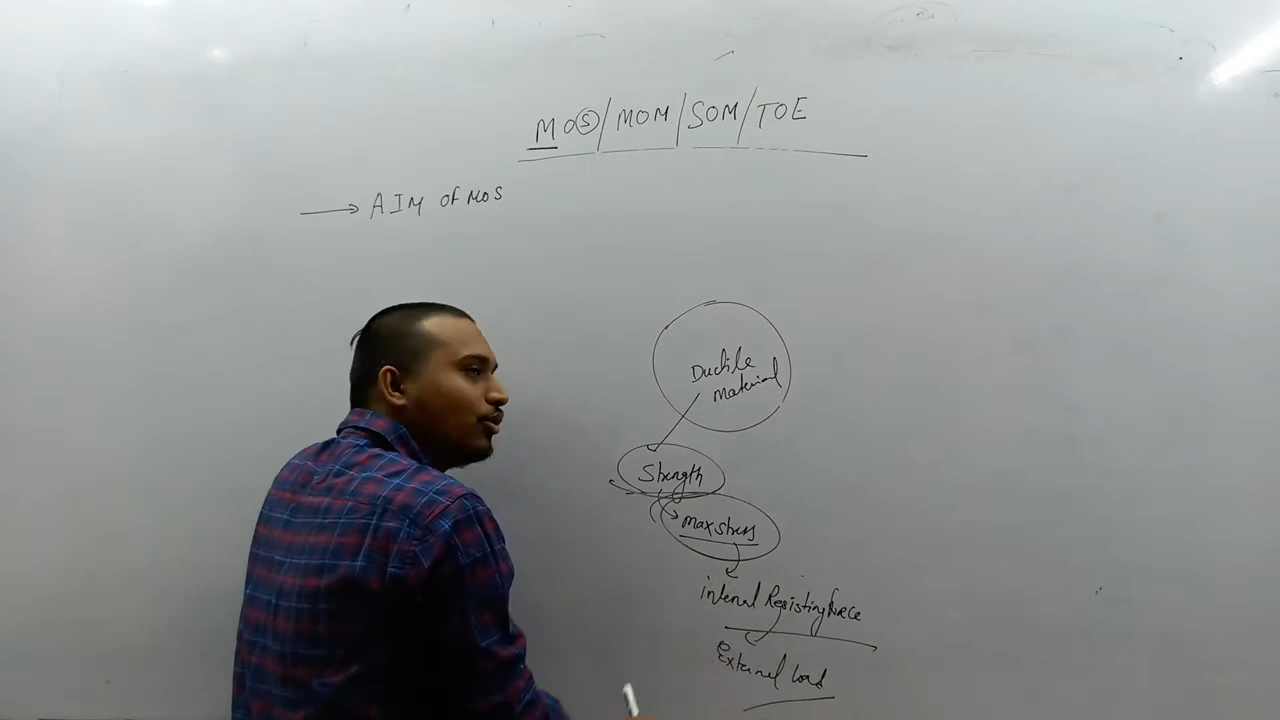 MOS/MOM/SOM/TOE
→ AIM of MOS
Ductile
Material
Strength
max stress
internal Resisting force
External load